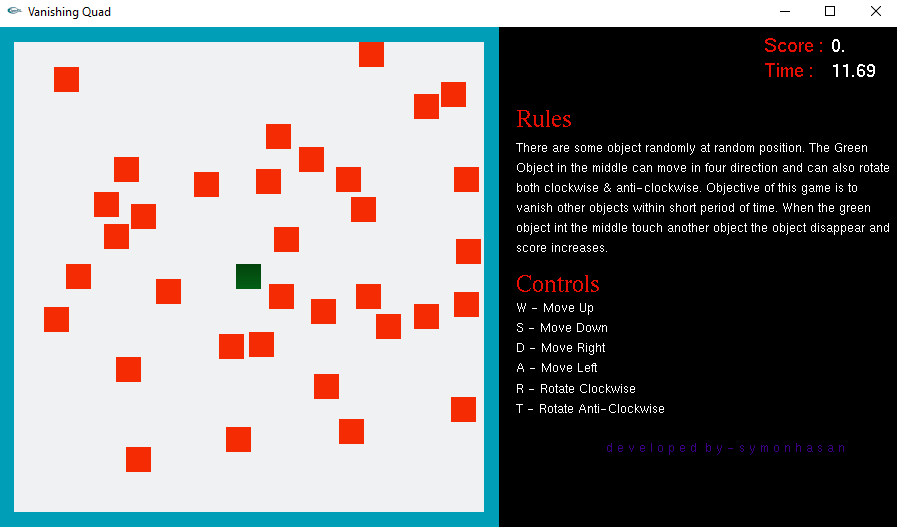 Vanishing Quad
Score : 0.
Time : 11.69
Rules
There are some object randomly at random position. The Green
Object in the middle can move in four direction and can also rotate
both clockwise & anti-clockwise. Objective of this game is to
vanish other objects within short period of time. When the green
object int the middle touch another object the object disappear and
score increases.
Controls
W - Move Up
S - Move Down
D - Move Right
A - Move Left
R - Rotate Clockwise
T - Rotate Anti-Clockwise
developed by-symonhasan